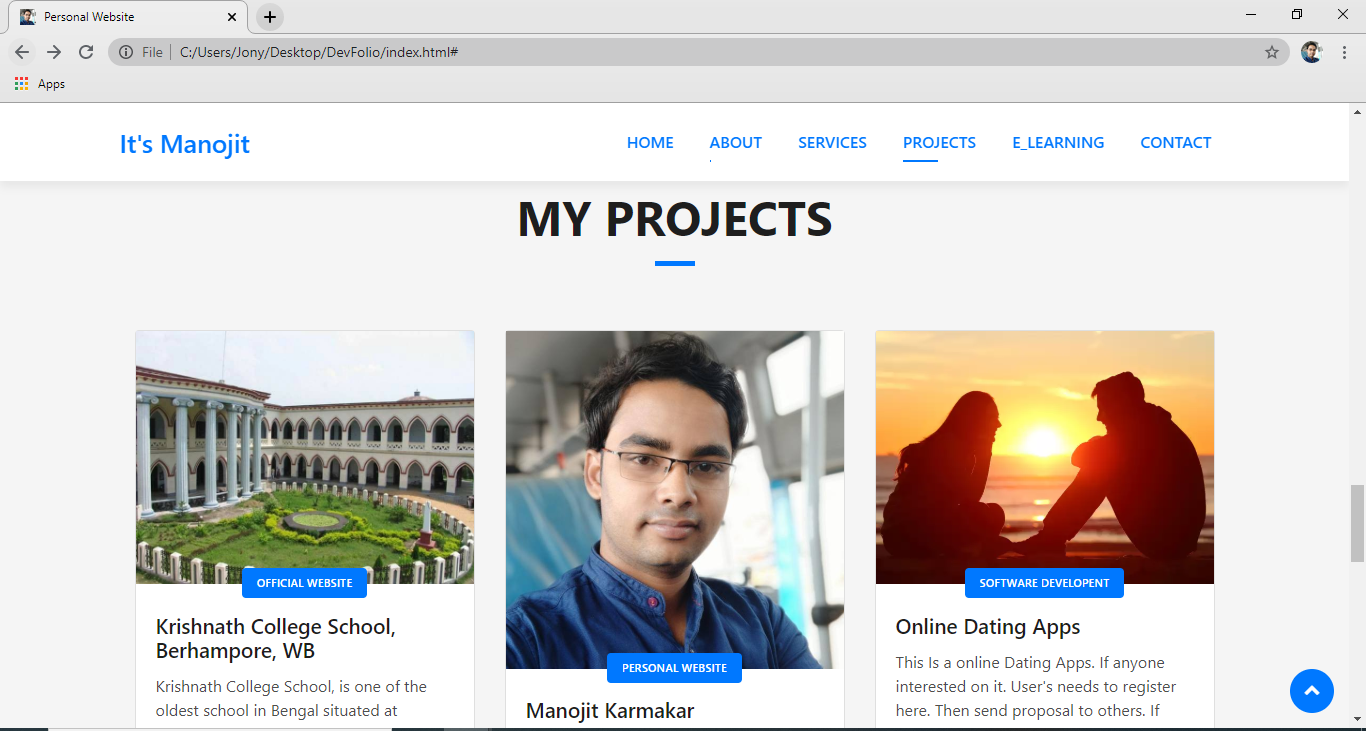 Personal Website
File
C:/Users/Jony/Desktop/DevFolio/index.html#
Apps
It's Manojit
HOME ABOUT SERVICES PROJECTS E_LEARNING CONTACT
MY PROJECTS
OFFICIAL WEBSITE
Krishnath College School,
Berhampore, WB
Krishnath College School, is one of the
oldest school in Bengal situated at
PERSONAL WEBSITE
Manojit Karmakar
SOFTWARE DEVELOPENT
Online Dating Apps
This Is a online Dating Apps. If anyone
interested on it. User's needs to register
here. Then send proposal to others. If